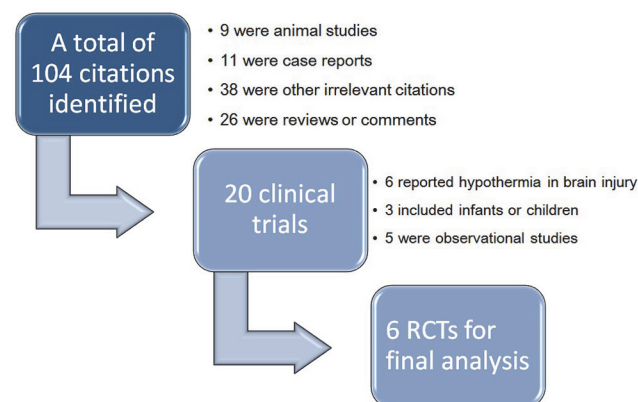 A total of
104 citations
identified
• 9 were animal studies
• 11 were case reports
• 38 were other irrelevant citations
• 26 were reviews or comments
20 clinical
trials
• 6 reported hypothermia in brain injury
• 3 included infants or children
• 5 were observational studies
6 RCTs for
final analysis